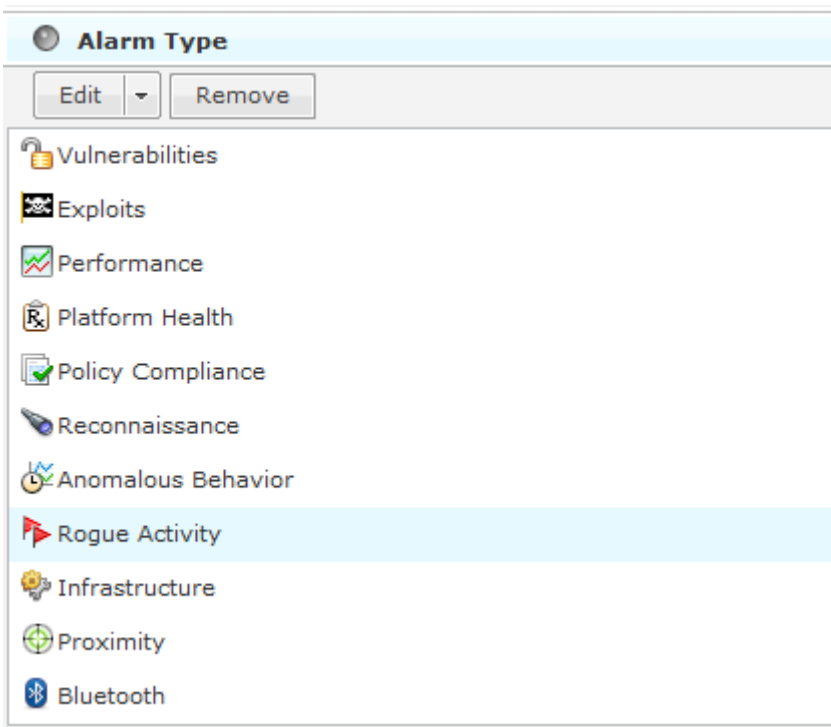 Alarm Type
Edit Remove
Vulnerabilities
Exploits
Performance
Platform Health
Policy Compliance
Reconnaissance
Anomalous Behavior
Rogue Activity
Infrastructure
Proximity
Bluetooth